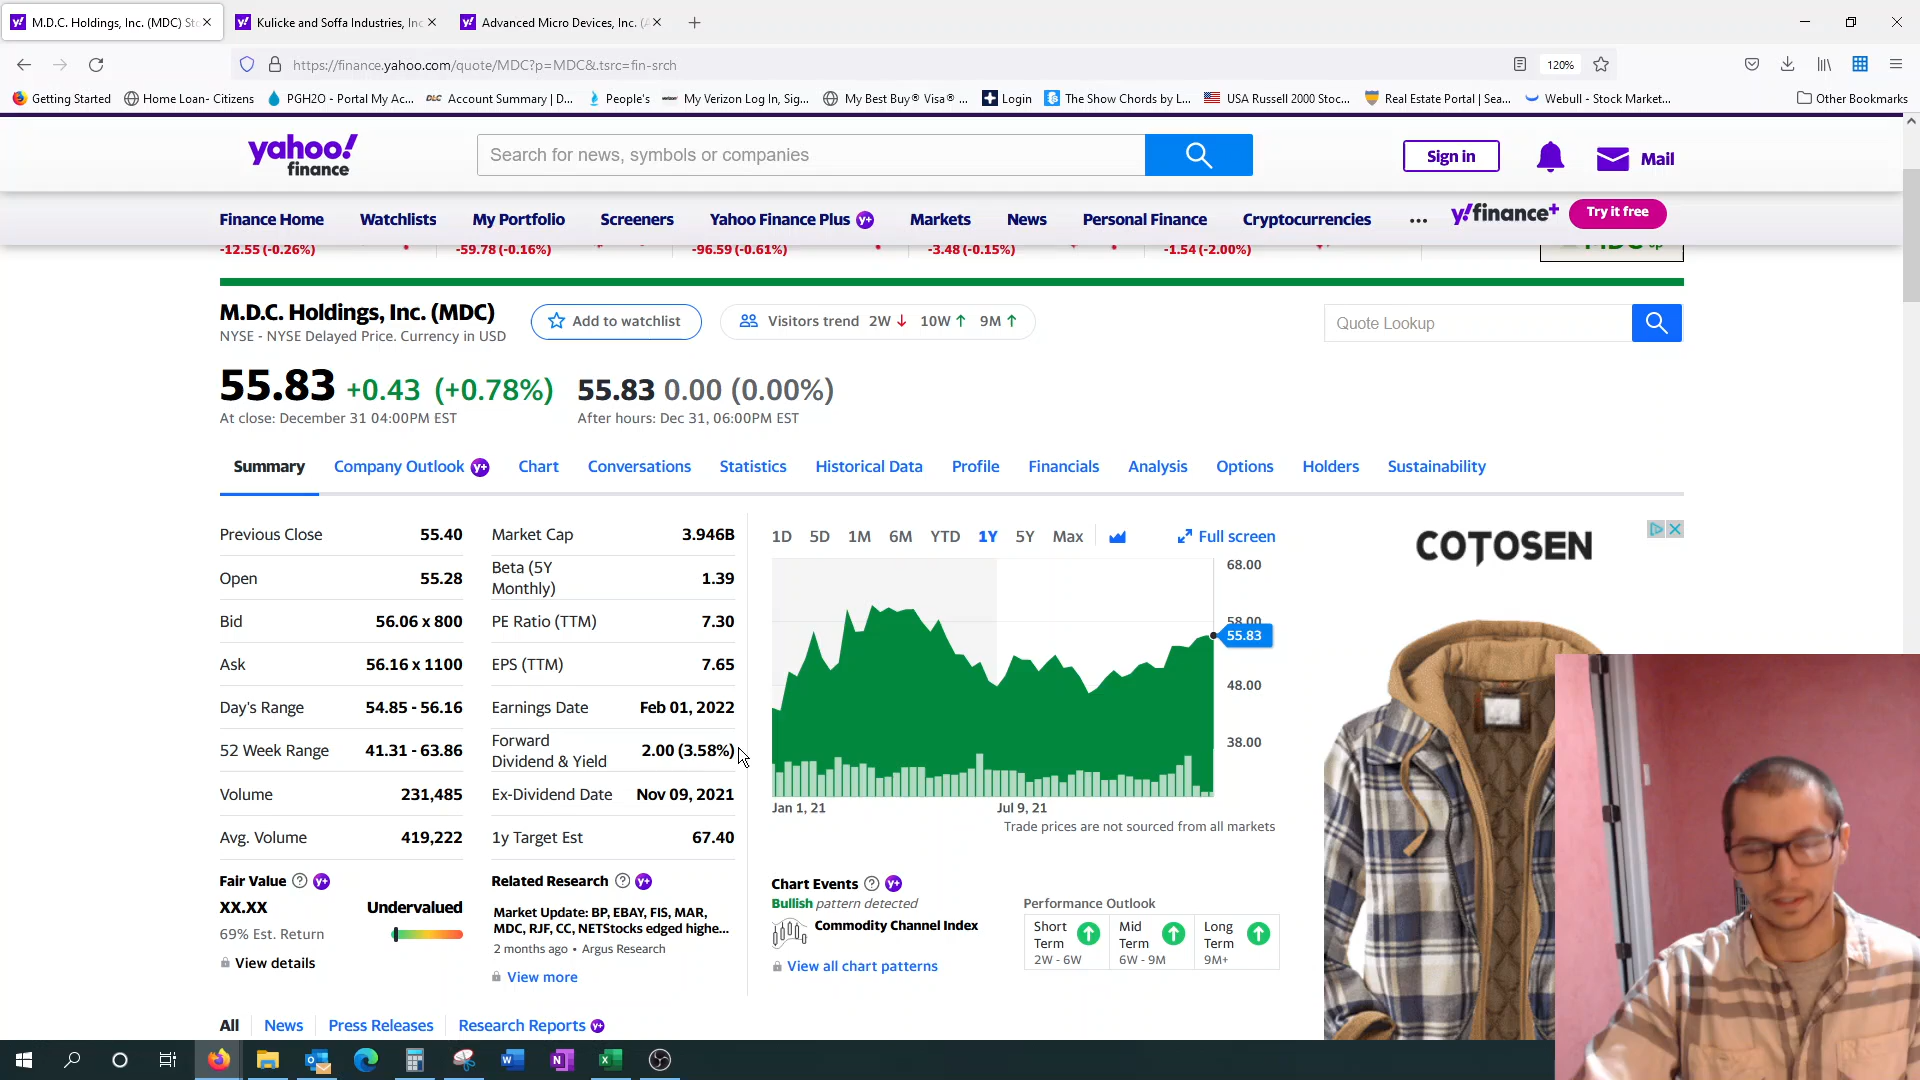 M.D.C. Holdings, Inc. (MDC) St
Kulicke and Soffa Industries, Inc
Advanced Micro Devices, Inc. (A
https://finance.yahoo.com/quote/MDC?p=MDC&.tsrc=fin-srch
120%
Getting Started
Home Loan- Citizens
PGH2O - Portal My Ac...
DLC Account Summary | D...
People's
My Verizon Log In, Sig...
My Best Buy® Visa® ...
Login
The Show Chords by L...
USA Russell 2000 Stoc...
Real Estate Portal | Sea...
Webull - Stock Market...
Other Bookmarks
yahoo!
finance
Search for news, symbols or companies
Sign in
Mail
Finance Home
Watchlists
My Portfolio
Screeners
Yahoo Finance Plus
Markets
News
Personal Finance
Cryptocurrencies
...
y!finance+
Try it free
-12.55 (-0.26%)
-59.78 (-0.16%)
-96.59 (-0.61%)
-3.48 (-0.15%)
-1.54 (-2.00%)
M.D.C. Holdings, Inc. (MDC)
NYSE - NYSE Delayed Price. Currency in USD
Add to watchlist
Visitors trend 2W ↓ 10W ↑ 9M ↑
Quote Lookup
55.83 +0.43 (+0.78%)
At close: December 31 04:00PM EST
55.83 0.00 (0.00%)
After hours: Dec 31, 06:00PM EST
Summary
Company Outlook
Chart
Conversations
Statistics
Historical Data
Profile
Financials
Analysis
Options
Holders
Sustainability
Previous Close 55.40
Open 55.28
Bid 56.06 x 800
Ask 56.16 x 1100
Day's Range 54.85 - 56.16
52 Week Range 41.31 - 63.86
Volume 231,485
Avg. Volume 419,222
Market Cap 3.946B
Beta (5Y
Monthly) 1.39
PE Ratio (TTM) 7.30
EPS (TTM) 7.65
Earnings Date Feb 01, 2022
Forward
Dividend & Yield 2.00 (3.58%)
Ex-Dividend Date Nov 09, 2021
1y Target Est 67.40
1D 5D 1M 6M YTD 1Y 5Y Max
Full screen
68.00
58.00
55.83
48.00
38.00
Jan 1, 21
Jul 9, 21
Trade prices are not sourced from all markets
COTOSEN
Fair Value
XX.XX Undervalued
69% Est. Return
View details
Related Research
Market Update: BP, EBAY, FIS, MAR,
MDC, RJF, CC, NETStocks edged highe...
2 months ago • Argus Research
View more
Chart Events
Bullish pattern detected
Commodity Channel Index
View all chart patterns
Performance Outlook
Short
Term
2W - 6W
Mid
Term
6W - 9M
Long
Term
9M+
All
News
Press Releases
Research Reports